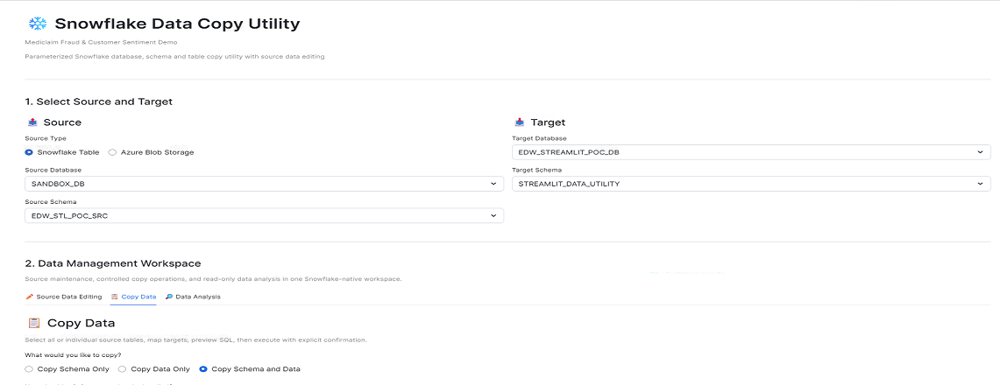 Snowflake Data Copy Utility
Mediclaim Fraud & Customer Sentiment Demo
Parameterized Snowflake database, schema and table copy utility with source data editing
1. Select Source and Target
Source
Source Type
Snowflake Table
Azure Blob Storage
Source Database
SANDBOX_DB
Source Schema
EDW_STL_POC_SRC
Target
Target Database
EDW_STREAMLIT_POC_DB
Target Schema
STREAMLIT_DATA_UTILITY
2. Data Management Workspace
Source maintenance, controlled copy operations, and read-only data analysis in one Snowflake-native workspace.
Source Data Editing
Copy Data
Data Analysis
Copy Data
Select all or individual source tables, map targets, preview SQL, then execute with explicit confirmation.
What would you like to copy?
Copy Schema Only
Copy Data Only
Copy Schema and Data